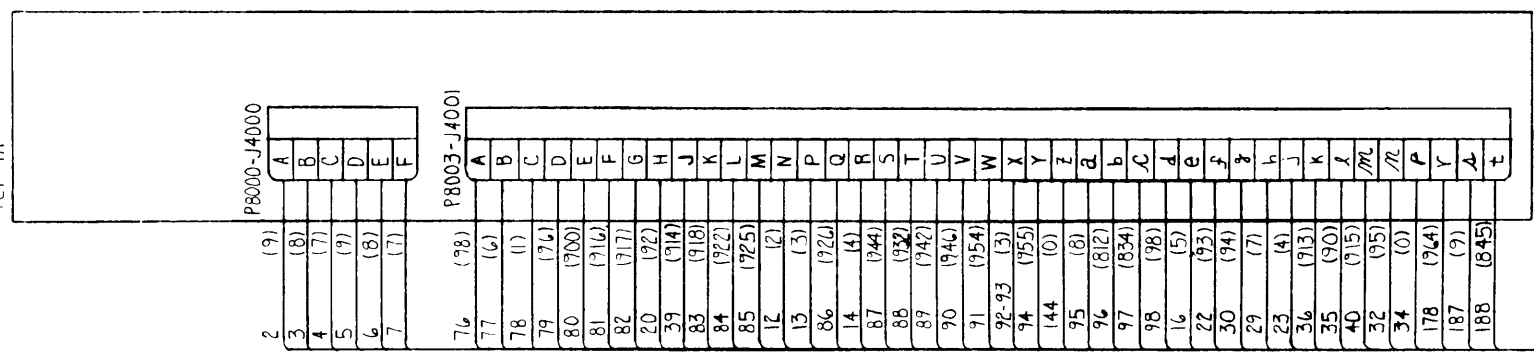 P8000-J4000
2 (9) A
3 (8) B
4 (7) C
5 (9) D
6 (8) E
7 (7) F
P8003-J4001
76 (98) A
77 (6) B
78 (1) C
79 (96) D
80 (900) E
81 (916) F
82 (917) G
20 (92) H
39 (914) J
83 (918) K
84 (922) L
85 (925) M
12 (2) N
13 (3) P
86 (926) Q
14 (4) R
87 (944) S
88 (932) T
89 (942) U
90 (946) V
91 (954) W
92-93 (3) X
94 (955) Y
144 (0) Z
95 (8) a
96 (812) b
97 (834) c
98 (98) d
16 (5) e
22 (93) f
30 (94) g
29 (7) h
23 (4) j
36 (913) k
35 (90) l
40 (915) m
32 (95) n
34 (0) p
178 (964) r
187 (9) s
188 (845) t